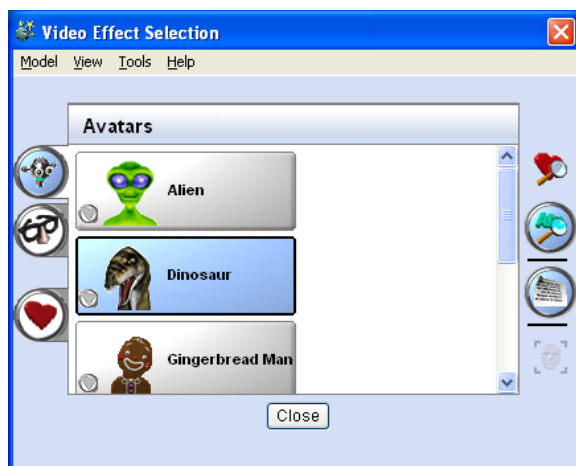 Video Effect Selection
Model View Tools Help
Avatars
Alien
Dinosaur
Gingerbread Man
Close